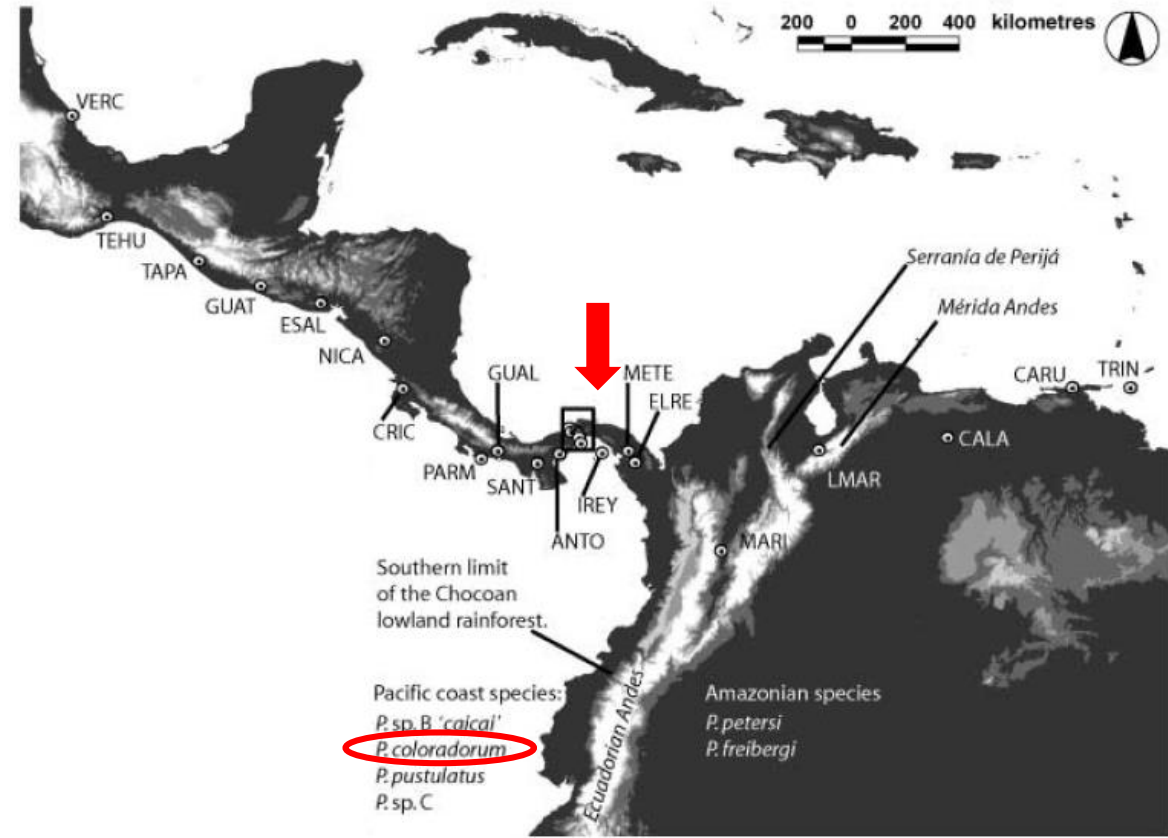 200 0 200 400 kilometres
VERC
TEHU
TAPA
GUAT
ESAL
NICA
CRIC
PARM
GUAL
SANT
ANTO
IREY
METE
ELRE
Serranía de Perijá
Mérida Andes
CARU
TRIN
CALA
LMAR
MARI
Southern limit
of the Chocoan
lowland rainforest.
Ecuadorian Andes
Pacific coast species:
P. sp. B 'caicai'
P. coloradorum
P. pustulatus
P. sp. C
Amazonian species
P. petersi
P. freibergi